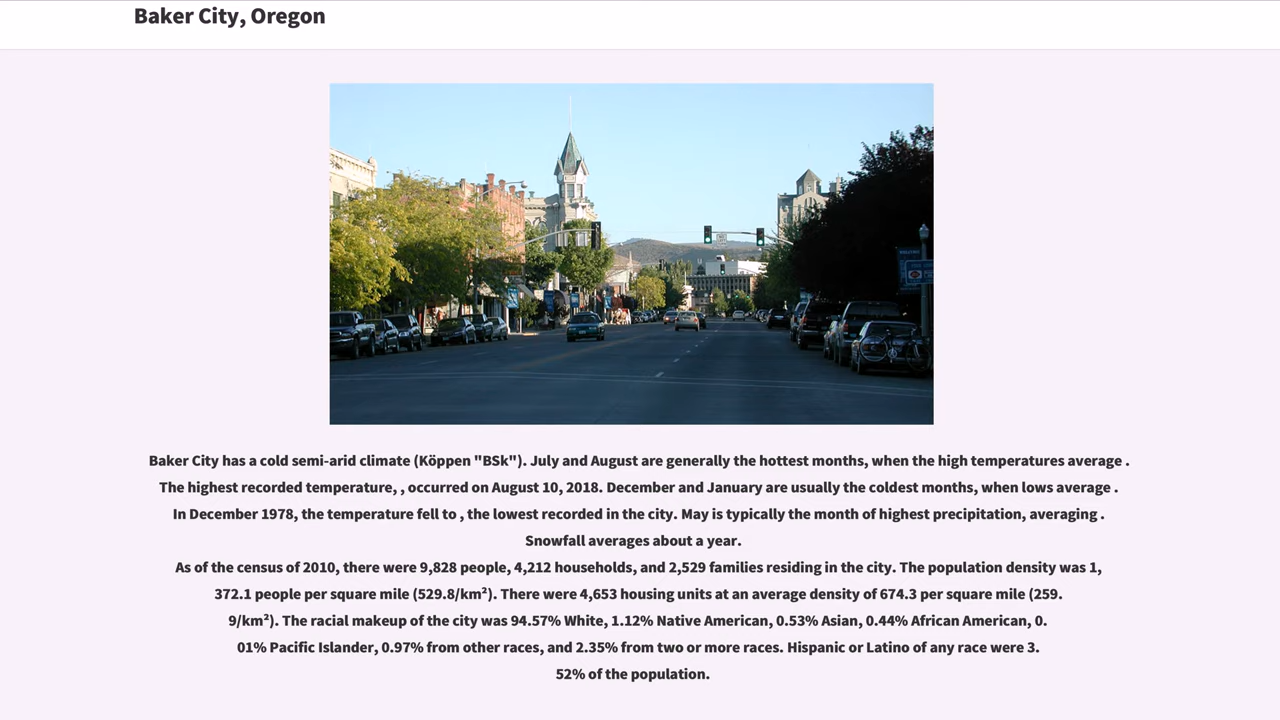 Baker City, Oregon
Baker City has a cold semi-arid climate (Köppen "BSk"). July and August are generally the hottest months, when the high temperatures average .
The highest recorded temperature, , occurred on August 10, 2018. December and January are usually the coldest months, when lows average .
In December 1978, the temperature fell to , the lowest recorded in the city. May is typically the month of highest precipitation, averaging .
Snowfall averages about a year.
As of the census of 2010, there were 9,828 people, 4,212 households, and 2,529 families residing in the city. The population density was 1,
372.1 people per square mile (529.8/km²). There were 4,653 housing units at an average density of 674.3 per square mile (259.
9/km²). The racial makeup of the city was 94.57% White, 1.12% Native American, 0.53% Asian, 0.44% African American, 0.
01% Pacific Islander, 0.97% from other races, and 2.35% from two or more races. Hispanic or Latino of any race were 3.
52% of the population.